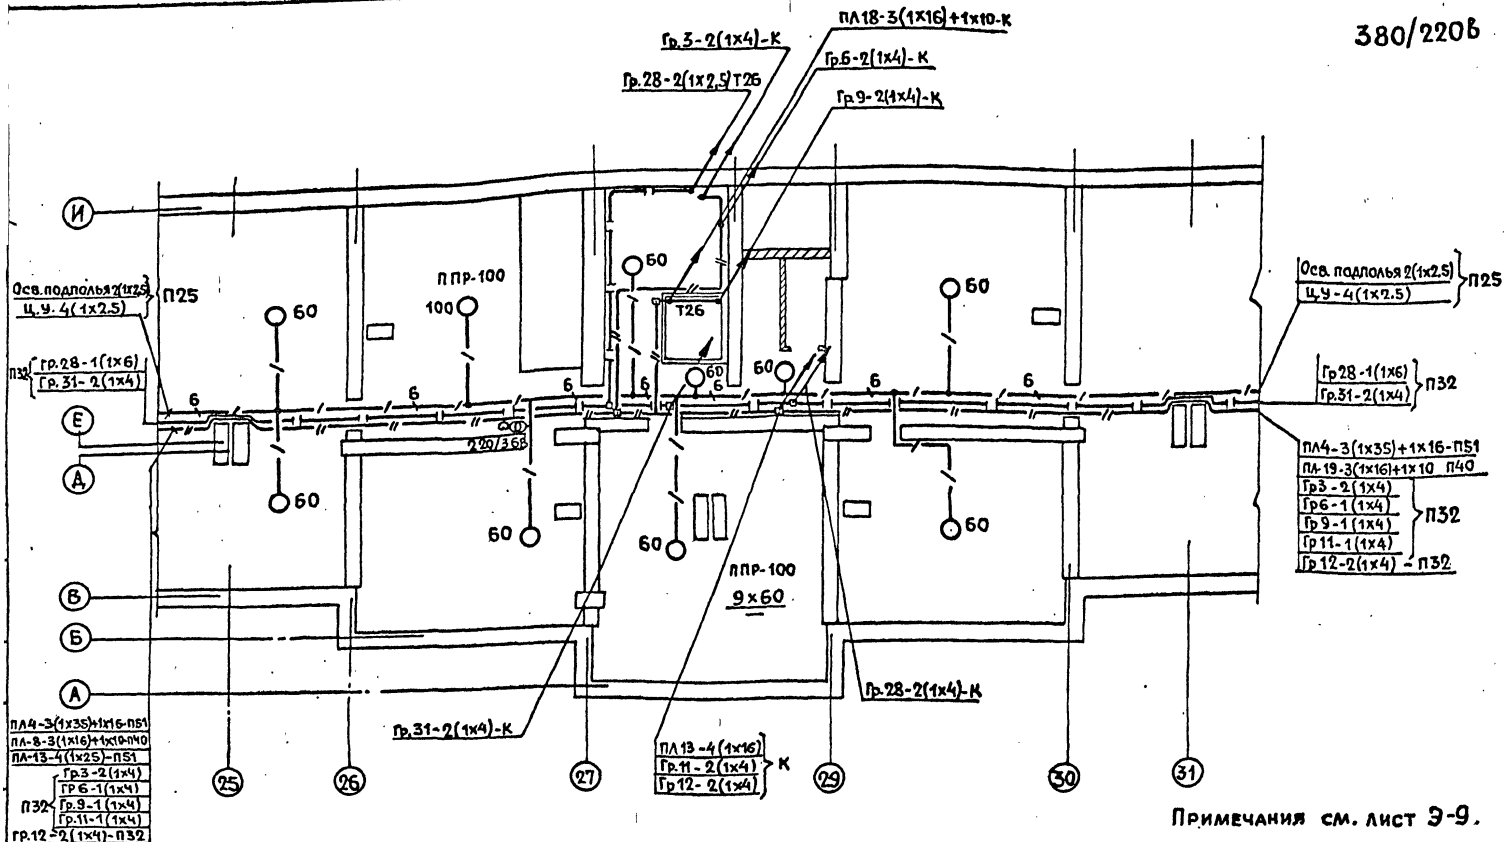 380/220В
ПЛ18-3(1×16)+1×10-К
Гр.3-2(1×4)-К
Гр.6-2(1×4)-К
Гр.28-2(1×2,5)Т26
Гр.9-2(1×4)-К
И
Осв. подполья 2(1×2.5)
Ц.У-4(1×2.5)
П25
Гр.28-1(1×6)
Гр.31-2(1×4)
П32
Е
Д
В
Б
А
60
ППР-100
100
60
Т26
60
60
60
Осв. подполья 2(1×2.5)
Ц.У-4(1×2.5)
П25
Гр28-1(1×6)
Гр.31-2(1×4)
П32
6
6
6
6
6
6
6
220/36В
60
60
60
60
ППР-100
9×60
ПЛ4-3(1×35)+1×16-П51
ПЛ-19-3(1×16)+1×10 П40
Гр3-2(1×4)
Гр6-1(1×4)
Гр9-1(1×4)
Гр11-1(1×4)
П32
Гр12-2(1×4)-П32
Гр.28-2(1×4)-К
Гр.31-2(1×4)-К
ПЛ13-4(1×16)
Гр.11-2(1×4)
Гр12-2(1×4)
К
ПЛ4-3(1×35)+1×16-П51
ПЛ-8-3(1×16)+1×10-П40
ПЛ-13-4(1×25)-П51
Гр.3-2(1×4)
Гр6-1(1×4)
Гр.9-1(1×4)
Гр.11-1(1×4)
П32
Гр.12-2(1×4)-П32
25
26
27
29
30
31
Примечания см. лист Э-9.